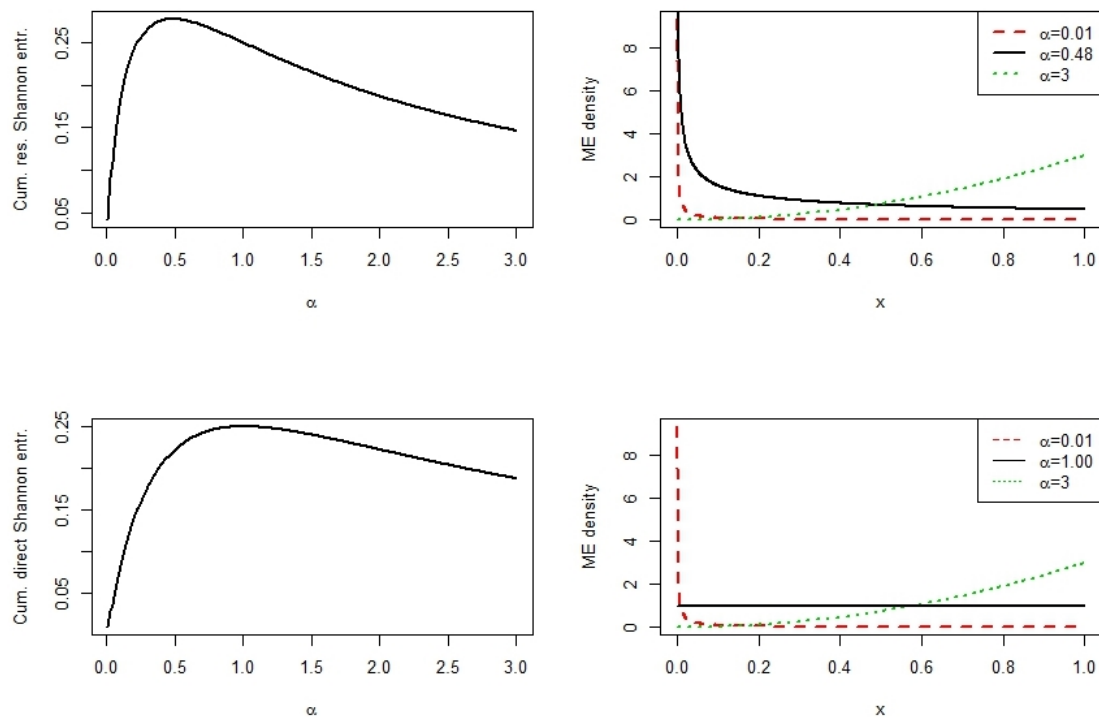 Cum. res. Shannon entr.
0.05 0.15 0.25
0.0 0.5 1.0 1.5 2.0 2.5 3.0
α
ME density
0 2 4 6 8
α=0.01
α=0.48
α=3
0.0 0.2 0.4 0.6 0.8 1.0
x
Cum. direct Shannon entr.
0.05 0.15 0.25
0.0 0.5 1.0 1.5 2.0 2.5 3.0
α
ME density
0 2 4 6 8
α=0.01
α=1.00
α=3
0.0 0.2 0.4 0.6 0.8 1.0
x